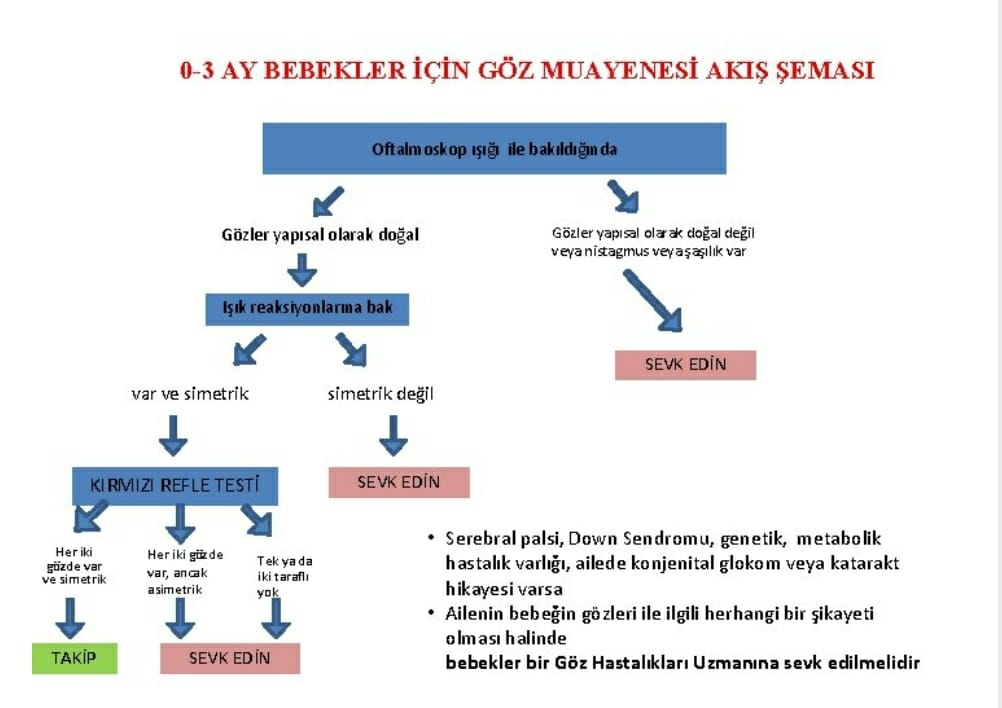 0-3 AY BEBEKLER İÇİN GÖZ MUAYENESİ AKIŞ ŞEMASI
Oftalmoskop ışığı ile bakıldığında
Gözler yapısal olarak doğal
Gözler yapısal olarak doğal değil
veya nistagmus veya şaşılık var
Işık reaksiyonlarına bak
SEVK EDİN
var ve simetrik
simetrik değil
KIRMIZI REFLE TESTİ
SEVK EDİN
Her iki
gözde var
ve simetrik
Her iki gözde
var, ancak
asimetrik
Tek ya da
iki taraflı
yok
TAKİP
SEVK EDİN
• Serebral palsi, Down Sendromu, genetik, metabolik
hastalık varlığı, ailede konjenital glokom veya katarakt
hikayesi varsa
• Ailenin bebeğin gözleri ile ilgili herhangi bir şikayeti
olması halinde
bebekler bir Göz Hastalıkları Uzmanına sevk edilmelidir